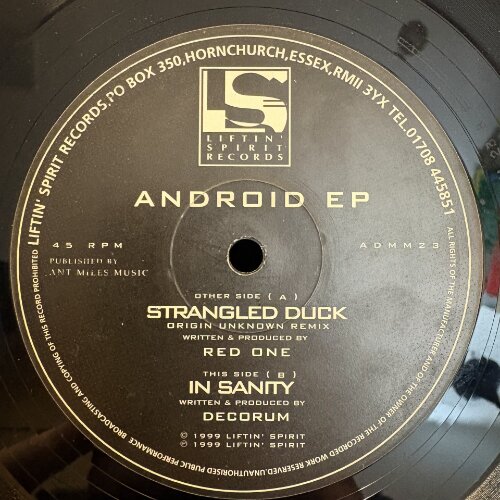 LIFTIN' SPIRIT RECORDS,PO BOX 350,HORNCHURCH,ESSEX,RM11 3YX TEL.01708 445851
LS
LIFTIN'
SPIRIT
RECORDS
ANDROID EP
45 RPM
ADMM23
PUBLISHED BY
ANT MILES MUSIC
OTHER SIDE (A)
STRANGLED DUCK
ORIGIN UNKNOWN REMIX
WRITTEN & PRODUCED BY
RED ONE
THIS SIDE (B)
IN SANITY
WRITTEN & PRODUCED BY
DECORUM
© 1999 LIFTIN' SPIRIT
℗ 1999 LIFTIN' SPIRIT
ALL RIGHTS OF THE MANUFACTURER AND OF THE OWNER OF THE RECORDED WORK RESERVED.UNAUTHORISED PUBLIC PERFORMANCE BROADCASTING AND COPYING OF THIS RECORD PROHIBITED